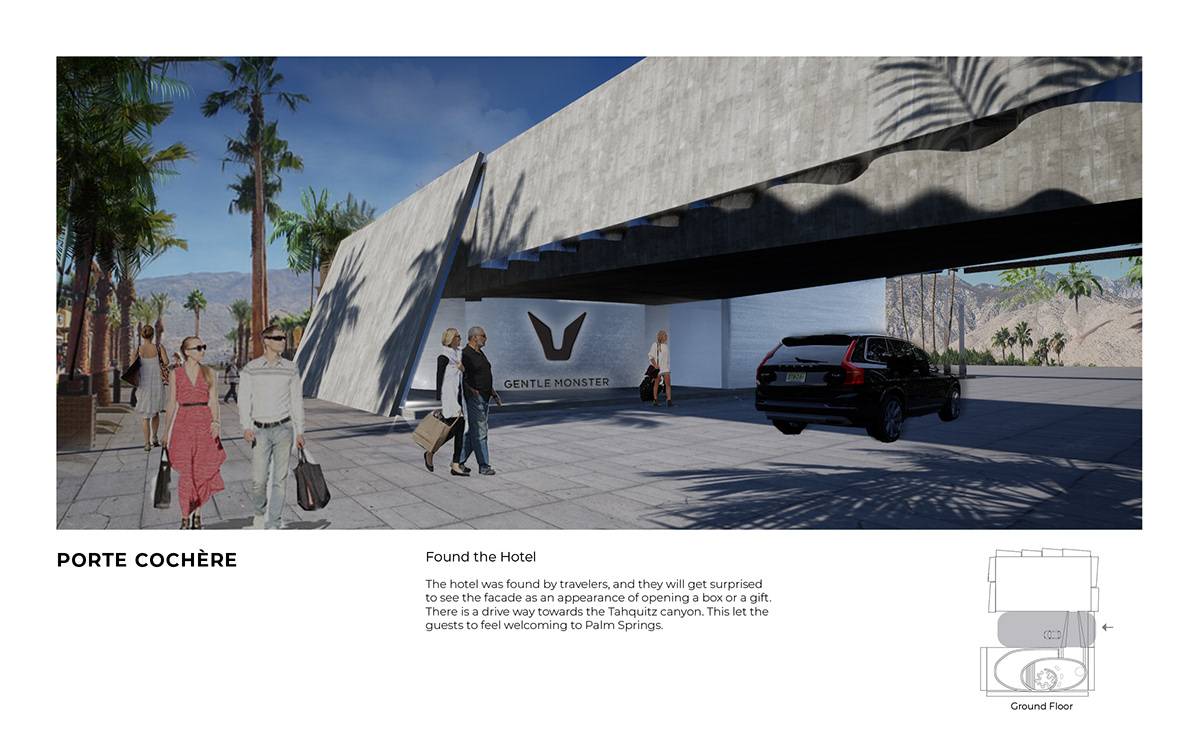 GENTLE MONSTER
PORTE COCHÈRE
Found the Hotel
The hotel was found by travelers, and they will get surprised
to see the facade as an appearance of opening a box or a gift.
There is a drive way towards the Tahquitz canyon. This let the
guests to feel welcoming to Palm Springs.
Ground Floor